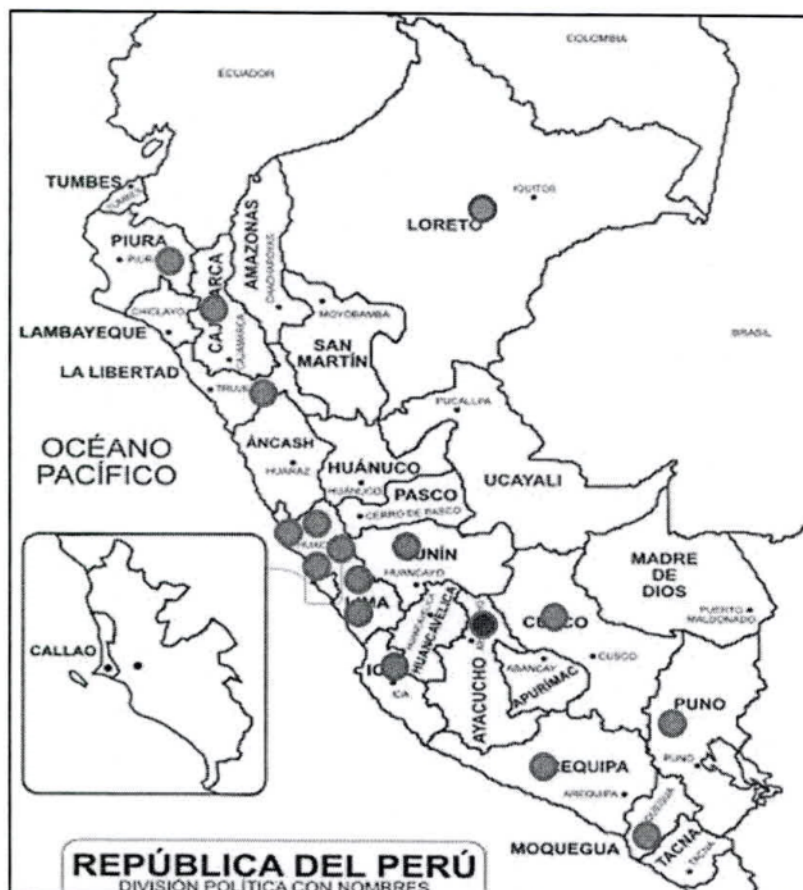 COLOMBIA
ECUADOR
TUMBES
TUMBES
IQUITOS
LORETO
AMAZONAS
PIURA
PIURA
CHACHAPOYAS
CHICLAYO
MOYOBAMBA
LAMBAYEQUE
CAJAMARCA
BRASIL
SAN
MARTÍN
LA LIBERTAD
PUCALLPA
ÁNCASH
HUARAZ
OCÉANO
PACÍFICO
HUÁNUCO
HUÁNUCO
UCAYALI
PASCO
CERRO DE PASCO
MADRE
DE
DIOS
PUERTO
MALDONADO
HUANCAYO
HUANCAVELICA
HUANCAVELICA
CALLAO
CUSCO
ICA
AYACUCHO
ABANCAY
APURÍMAC
PUNO
PUNO
AREQUIPA
MOQUEGUA
TACNA
TACNA
REPÚBLICA DEL PERÚ
DIVISIÓN POLÍTICA CON NOMBRES